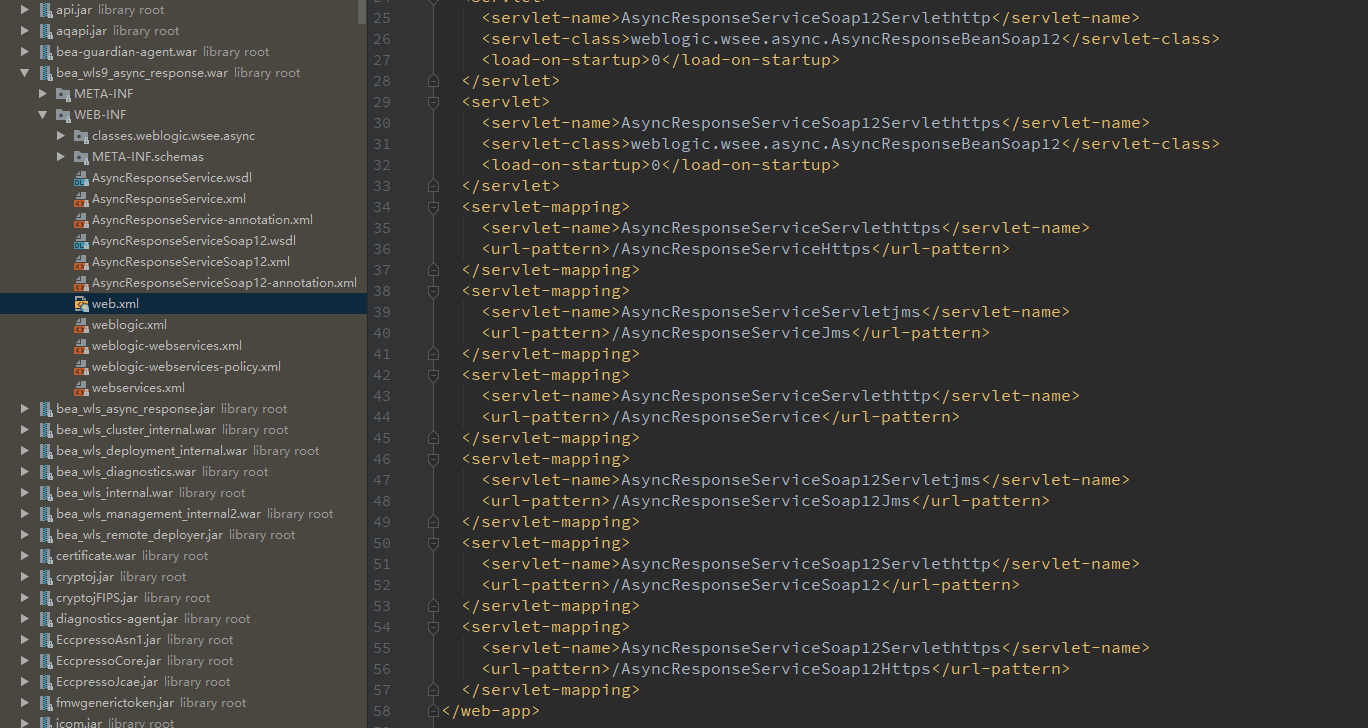 api.jar library root
aqapi.jar library root
bea-guardian-agent.war library root
bea_wls9_async_response.war library root
META-INF
WEB-INF
classes.weblogic.wsee.async
META-INF.schemas
AsyncResponseService.wsdl
AsyncResponseService.xml
AsyncResponseService-annotation.xml
AsyncResponseServiceSoap12.wsdl
AsyncResponseServiceSoap12.xml
AsyncResponseServiceSoap12-annotation.xml
web.xml
weblogic.xml
weblogic-webservices.xml
weblogic-webservices-policy.xml
webservices.xml
bea_wls_async_response.jar library root
bea_wls_cluster_internal.war library root
bea_wls_deployment_internal.war library root
bea_wls_diagnostics.war library root
bea_wls_internal.war library root
bea_wls_management_internal2.war library root
bea_wls_remote_deployer.jar library root
certificate.war library root
cryptoj.jar library root
cryptojFIPS.jar library root
diagnostics-agent.jar library root
EccpressoAsn1.jar library root
EccpressoCore.jar library root
EccpressoJcae.jar library root
fmwgenerictoken.jar library root
jcom.jar library root
24 <servlet>
25 <servlet-name>AsyncResponseServiceSoap12Servlethttp</servlet-name>
26 <servlet-class>weblogic.wsee.async.AsyncResponseBeanSoap12</servlet-class>
27 <load-on-startup>0</load-on-startup>
28 </servlet>
29 <servlet>
30 <servlet-name>AsyncResponseServiceSoap12Servlethttps</servlet-name>
31 <servlet-class>weblogic.wsee.async.AsyncResponseBeanSoap12</servlet-class>
32 <load-on-startup>0</load-on-startup>
33 </servlet>
34 <servlet-mapping>
35 <servlet-name>AsyncResponseServiceServlethttps</servlet-name>
36 <url-pattern>/AsyncResponseServiceHttps</url-pattern>
37 </servlet-mapping>
38 <servlet-mapping>
39 <servlet-name>AsyncResponseServiceServletjms</servlet-name>
40 <url-pattern>/AsyncResponseServiceJms</url-pattern>
41 </servlet-mapping>
42 <servlet-mapping>
43 <servlet-name>AsyncResponseServiceServlethttp</servlet-name>
44 <url-pattern>/AsyncResponseService</url-pattern>
45 </servlet-mapping>
46 <servlet-mapping>
47 <servlet-name>AsyncResponseServiceSoap12Servletjms</servlet-name>
48 <url-pattern>/AsyncResponseServiceSoap12Jms</url-pattern>
49 </servlet-mapping>
50 <servlet-mapping>
51 <servlet-name>AsyncResponseServiceSoap12Servlethttp</servlet-name>
52 <url-pattern>/AsyncResponseServiceSoap12</url-pattern>
53 </servlet-mapping>
54 <servlet-mapping>
55 <servlet-name>AsyncResponseServiceSoap12Servlethttps</servlet-name>
56 <url-pattern>/AsyncResponseServiceSoap12Https</url-pattern>
57 </servlet-mapping>
58 </web-app>